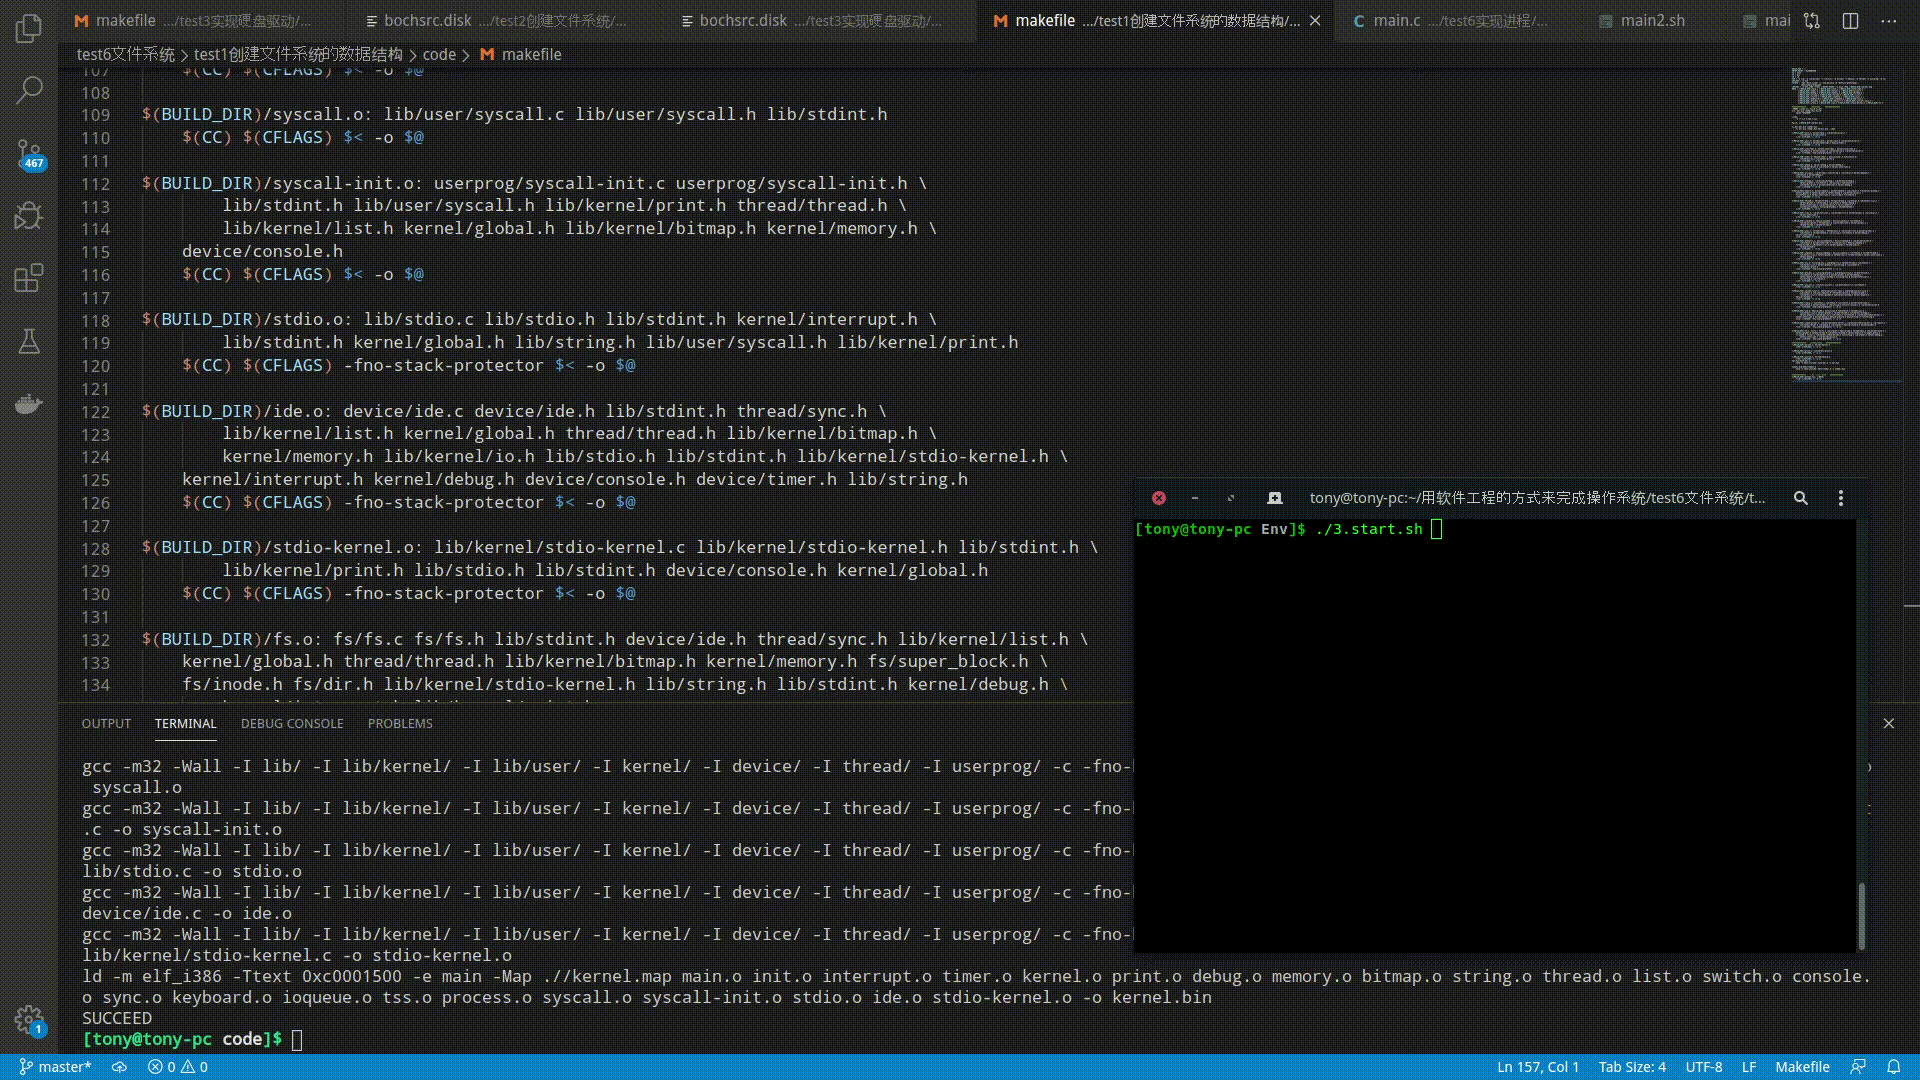 makefile .../test3实现硬盘驱动/...
bochsrc.disk .../test2创建文件系统/...
bochsrc.disk .../test3实现硬盘驱动/...
makefile .../test1创建文件系统的数据结构/...
main.c .../test6实现进程/...
main2.sh
mai
test6文件系统 > test1创建文件系统的数据结构 > code > makefile
107 $(CC) $(CFLAGS) $< -o $@
108
109 $(BUILD_DIR)/syscall.o: lib/user/syscall.c lib/user/syscall.h lib/stdint.h
110 $(CC) $(CFLAGS) $< -o $@
111
112 $(BUILD_DIR)/syscall-init.o: userprog/syscall-init.c userprog/syscall-init.h \
113 lib/stdint.h lib/user/syscall.h lib/kernel/print.h thread/thread.h \
114 lib/kernel/list.h kernel/global.h lib/kernel/bitmap.h kernel/memory.h \
115 device/console.h
116 $(CC) $(CFLAGS) $< -o $@
117
118 $(BUILD_DIR)/stdio.o: lib/stdio.c lib/stdio.h lib/stdint.h kernel/interrupt.h \
119 lib/stdint.h kernel/global.h lib/string.h lib/user/syscall.h lib/kernel/print.h
120 $(CC) $(CFLAGS) -fno-stack-protector $< -o $@
121
122 $(BUILD_DIR)/ide.o: device/ide.c device/ide.h lib/stdint.h thread/sync.h \
123 lib/kernel/list.h kernel/global.h thread/thread.h lib/kernel/bitmap.h \
124 kernel/memory.h lib/kernel/io.h lib/stdio.h lib/stdint.h lib/kernel/stdio-kernel.h \
125 kernel/interrupt.h kernel/debug.h device/console.h device/timer.h lib/string.h
126 $(CC) $(CFLAGS) -fno-stack-protector $< -o $@
127
128 $(BUILD_DIR)/stdio-kernel.o: lib/kernel/stdio-kernel.c lib/kernel/stdio-kernel.h lib/stdint.h \
129 lib/kernel/print.h lib/stdio.h lib/stdint.h device/console.h kernel/global.h
130 $(CC) $(CFLAGS) -fno-stack-protector $< -o $@
131
132 $(BUILD_DIR)/fs.o: fs/fs.c fs/fs.h lib/stdint.h device/ide.h thread/sync.h lib/kernel/list.h \
133 kernel/global.h thread/thread.h lib/kernel/bitmap.h kernel/memory.h fs/super_block.h \
134 fs/inode.h fs/dir.h lib/kernel/stdio-kernel.h lib/string.h lib/stdint.h kernel/debug.h \
467
tony@tony-pc:~/用软件工程的方式来完成操作系统/test6文件系统/t...
[tony@tony-pc Env]$ ./3.start.sh
OUTPUT TERMINAL DEBUG CONSOLE PROBLEMS
gcc -m32 -Wall -I lib/ -I lib/kernel/ -I lib/user/ -I kernel/ -I device/ -I thread/ -I userprog/ -c -fno-
syscall.o
gcc -m32 -Wall -I lib/ -I lib/kernel/ -I lib/user/ -I kernel/ -I device/ -I thread/ -I userprog/ -c -fno-
.c -o syscall-init.o
gcc -m32 -Wall -I lib/ -I lib/kernel/ -I lib/user/ -I kernel/ -I device/ -I thread/ -I userprog/ -c -fno-
lib/stdio.c -o stdio.o
gcc -m32 -Wall -I lib/ -I lib/kernel/ -I lib/user/ -I kernel/ -I device/ -I thread/ -I userprog/ -c -fno-
device/ide.c -o ide.o
gcc -m32 -Wall -I lib/ -I lib/kernel/ -I lib/user/ -I kernel/ -I device/ -I thread/ -I userprog/ -c -fno-
lib/kernel/stdio-kernel.c -o stdio-kernel.o
ld -m elf_i386 -Ttext 0xc0001500 -e main -Map .//kernel.map main.o init.o interrupt.o timer.o kernel.o print.o debug.o memory.o bitmap.o string.o thread.o list.o switch.o console.
o sync.o keyboard.o ioqueue.o tss.o process.o syscall.o syscall-init.o stdio.o ide.o stdio-kernel.o -o kernel.bin
SUCCEED
[tony@tony-pc code]$
1
master* 0 0 Ln 157, Col 1 Tab Size: 4 UTF-8 LF Makefile